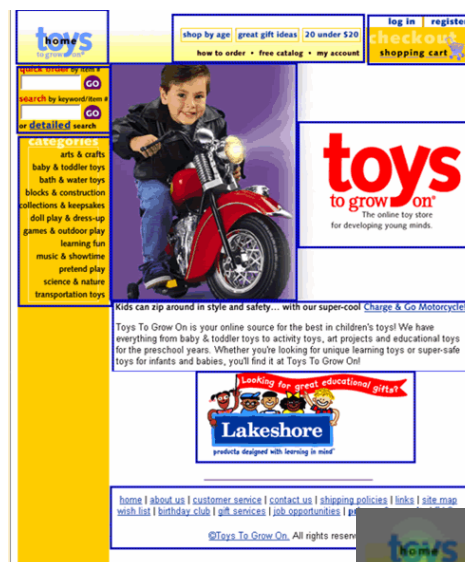 toys
home
to grow on®
shop by age great gift ideas 20 under $20
how to order • free catalog • my account
log in | register
checkout
shopping cart
quick order by item #
GO
search by keyword/item #
GO
or detailed search
categories
arts & crafts
baby & toddler toys
bath & water toys
blocks & construction
collections & keepsakes
doll play & dress-up
games & outdoor play
learning fun
music & showtime
pretend play
science & nature
transportation toys
toys
to grow on®
The online toy store
for developing young minds.
Kids can zip around in style and safety... with our super-cool Charge & Go Motorcycle
Toys To Grow On is your online source for the best in children's toys! We have
everything from baby & toddler toys to activity toys, art projects and educational toys
for the preschool years. Whether you're looking for unique learning toys or super-safe
toys for infants and babies, you'll find it at Toys To Grow On!
Looking for great educational gifts?
Lakeshore
products designed with learning in mind
home | about us | customer service | contact us | shipping policies | links | site map
wish list | birthday club | gift services | job opportunities |
©Toys To Grow On. All rights
toys
home